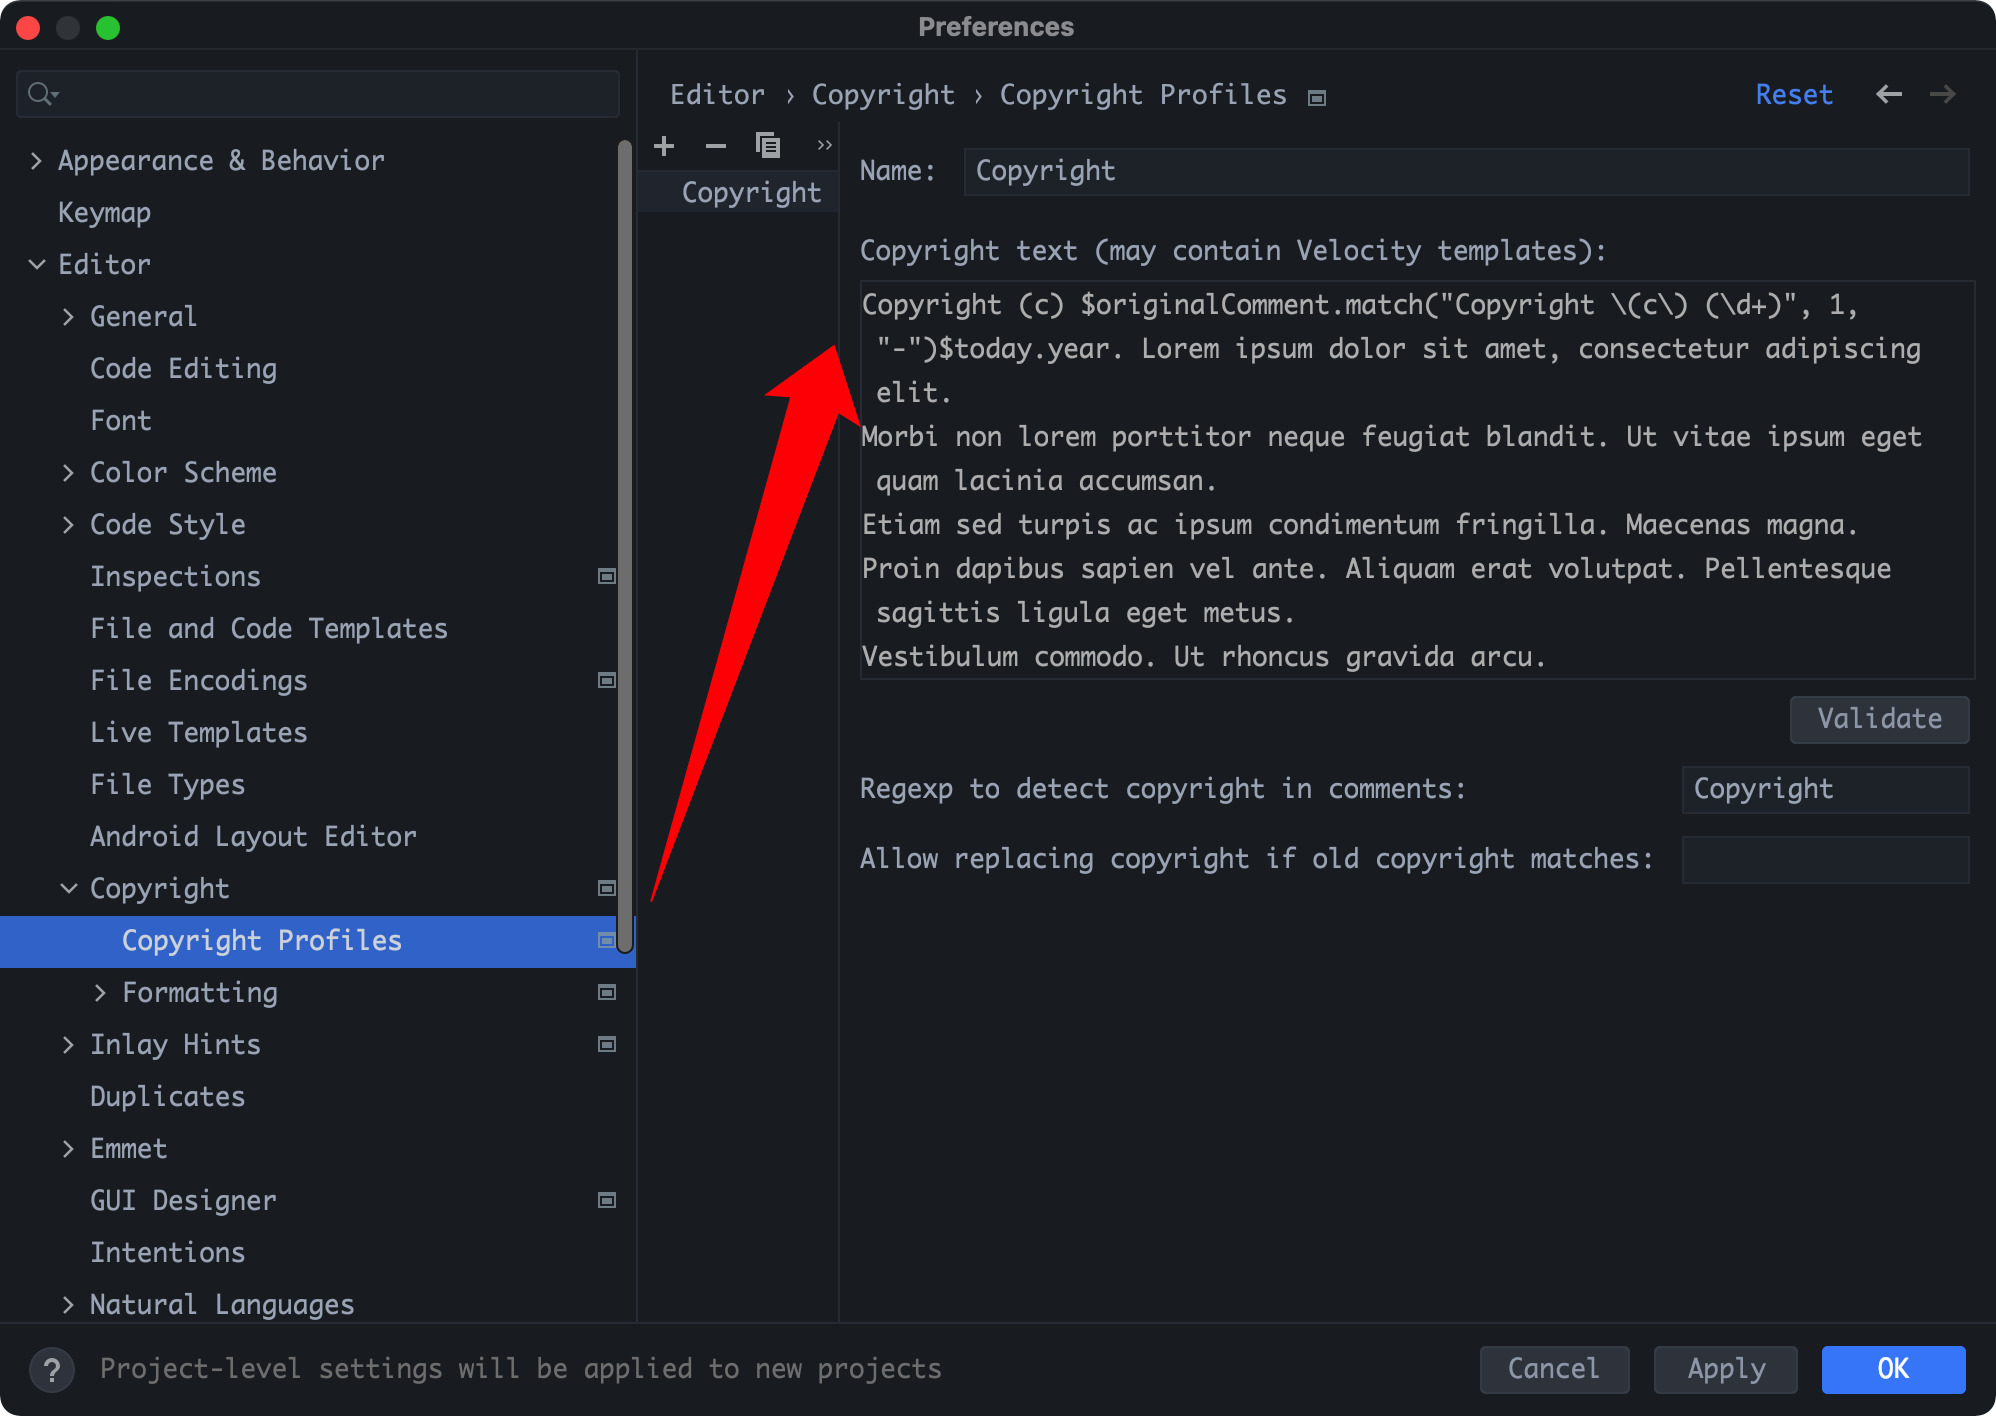 Preferences
Editor › Copyright › Copyright Profiles
Reset
Appearance & Behavior
Keymap
Editor
General
Code Editing
Font
Color Scheme
Code Style
Inspections
File and Code Templates
File Encodings
Live Templates
File Types
Android Layout Editor
Copyright
Copyright Profiles
Formatting
Inlay Hints
Duplicates
Emmet
GUI Designer
Intentions
Natural Languages
Copyright
Name: Copyright
Copyright text (may contain Velocity templates):
Copyright (c) $originalComment.match("Copyright \(c\) (\d+)", 1,
"-")$today.year. Lorem ipsum dolor sit amet, consectetur adipiscing
elit.
Morbi non lorem porttitor neque feugiat blandit. Ut vitae ipsum eget
quam lacinia accumsan.
Etiam sed turpis ac ipsum condimentum fringilla. Maecenas magna.
Proin dapibus sapien vel ante. Aliquam erat volutpat. Pellentesque
sagittis ligula eget metus.
Vestibulum commodo. Ut rhoncus gravida arcu.
Validate
Regexp to detect copyright in comments: Copyright
Allow replacing copyright if old copyright matches:
? Project-level settings will be applied to new projects
Cancel Apply OK